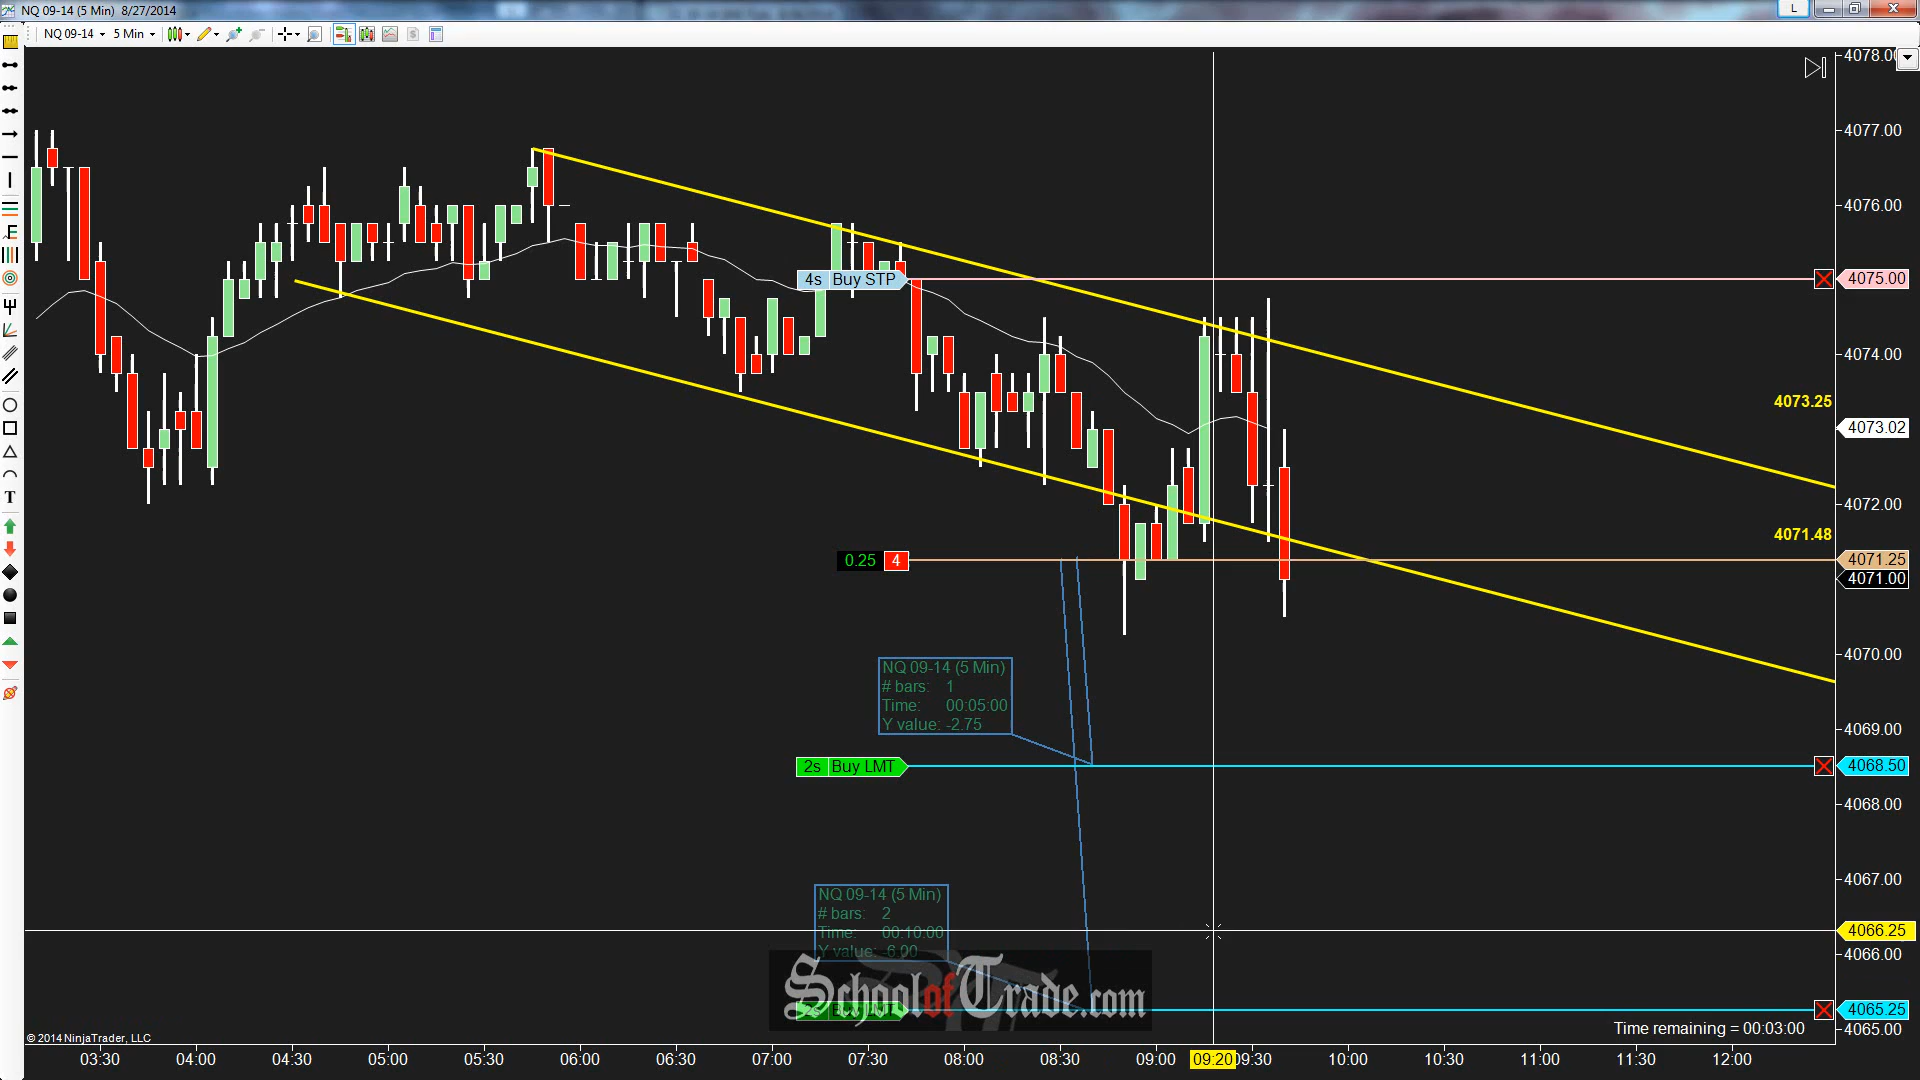 NQ 09-14 (5 Min)  8/27/2014
L
NQ 09-14
5 Min
$
E
T
4078.00
4077.00
4076.00
4s Buy STP
4075.00
4074.00
4073.25
4073.02
4072.00
4071.48
0.25 4
4071.25
4071.00
4070.00
NQ 09-14 (5 Min)
# bars: 1
Time: 00:05:00
Y value: -2.75
4069.00
2s Buy LMT
4068.50
4068.00
4067.00
NQ 09-14 (5 Min)
# bars: 2
Time: 00:10:00
Y value: -6.00
4066.25
4066.00
SchoolofTrade.com
4065.25
Time remaining = 00:03:00
4065.00
© 2014 NinjaTrader, LLC
03:30 04:00 04:30 05:00 05:30 06:00 06:30 07:00 07:30 08:00 08:30 09:00 09:20 09:30 10:00 10:30 11:00 11:30 12:00